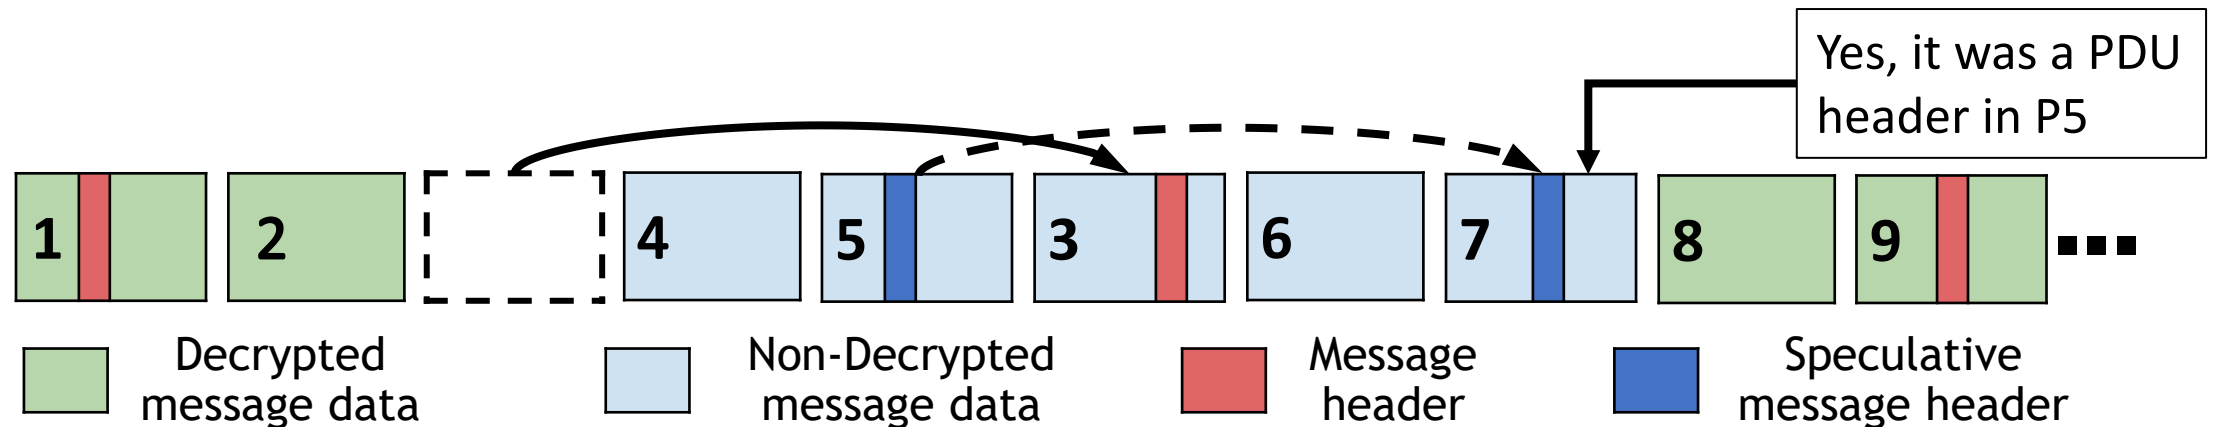 Yes, it was a PDU
header in P5
1 2 4 5 3 6 7 8 9
Decrypted
message data
Non-Decrypted
message data
Message
header
Speculative
message header